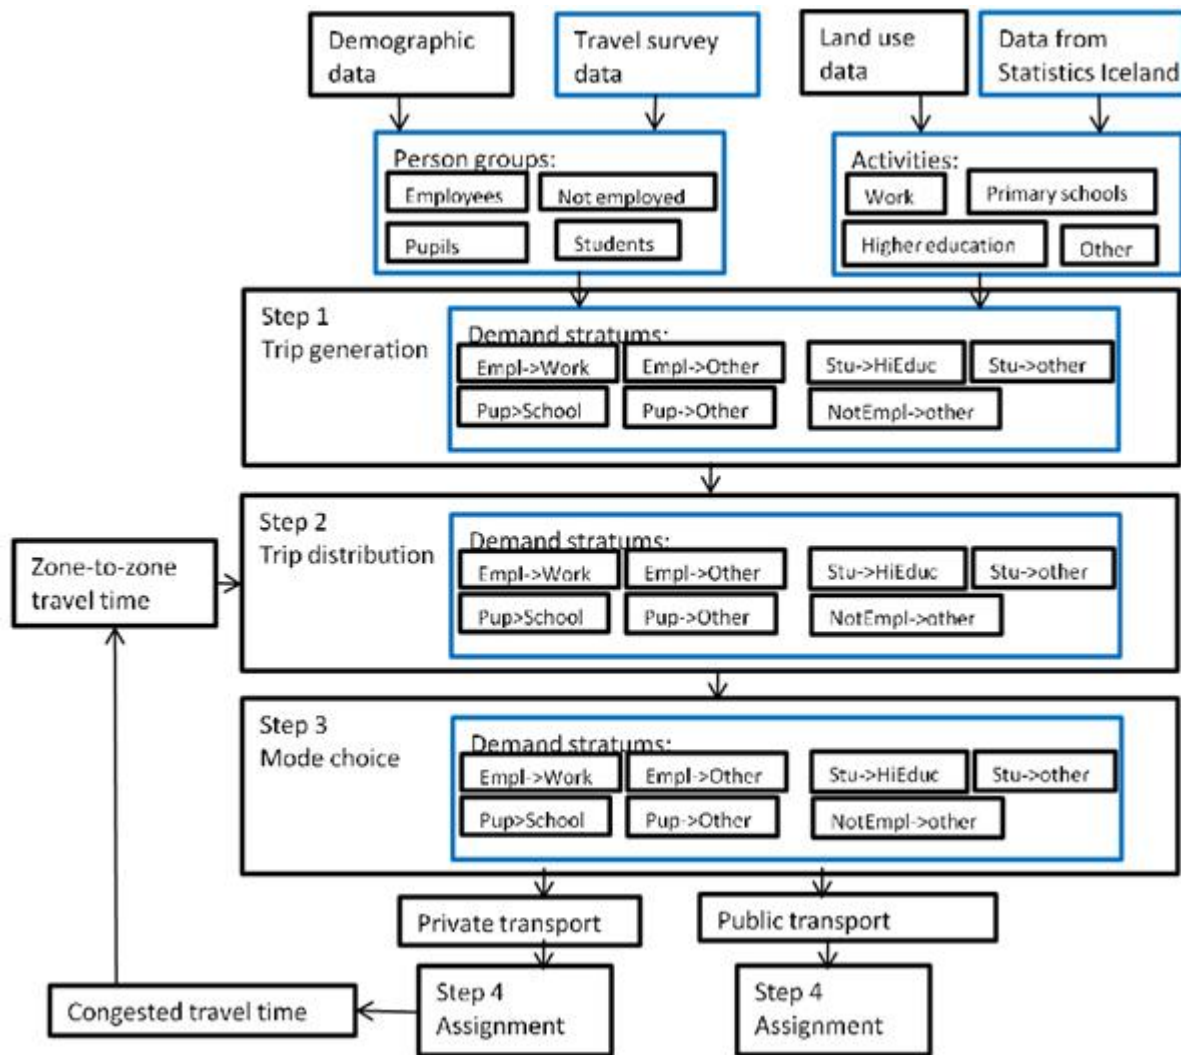 Demographic
data
Travel survey
data
Land use
data
Data from
Statistics Iceland
Person groups:
Employees
Not employed
Pupils
Students
Activities:
Work
Primary schools
Higher education
Other
Step 1
Trip generation
Demand stratums:
Empl->Work
Empl->Other
Stu->HiEduc
Stu->other
Pup>School
Pup->Other
NotEmpl->other
Step 2
Trip distribution
Demand stratums:
Empl->Work
Empl->Other
Stu->HiEduc
Stu->other
Pup>School
Pup->Other
NotEmpl->other
Zone-to-zone
travel time
Step 3
Mode choice
Demand stratums:
Empl->Work
Empl->Other
Stu->HiEduc
Stu->other
Pup>School
Pup->Other
NotEmpl->other
Private transport
Public transport
Congested travel time
Step 4
Assignment
Step 4
Assignment